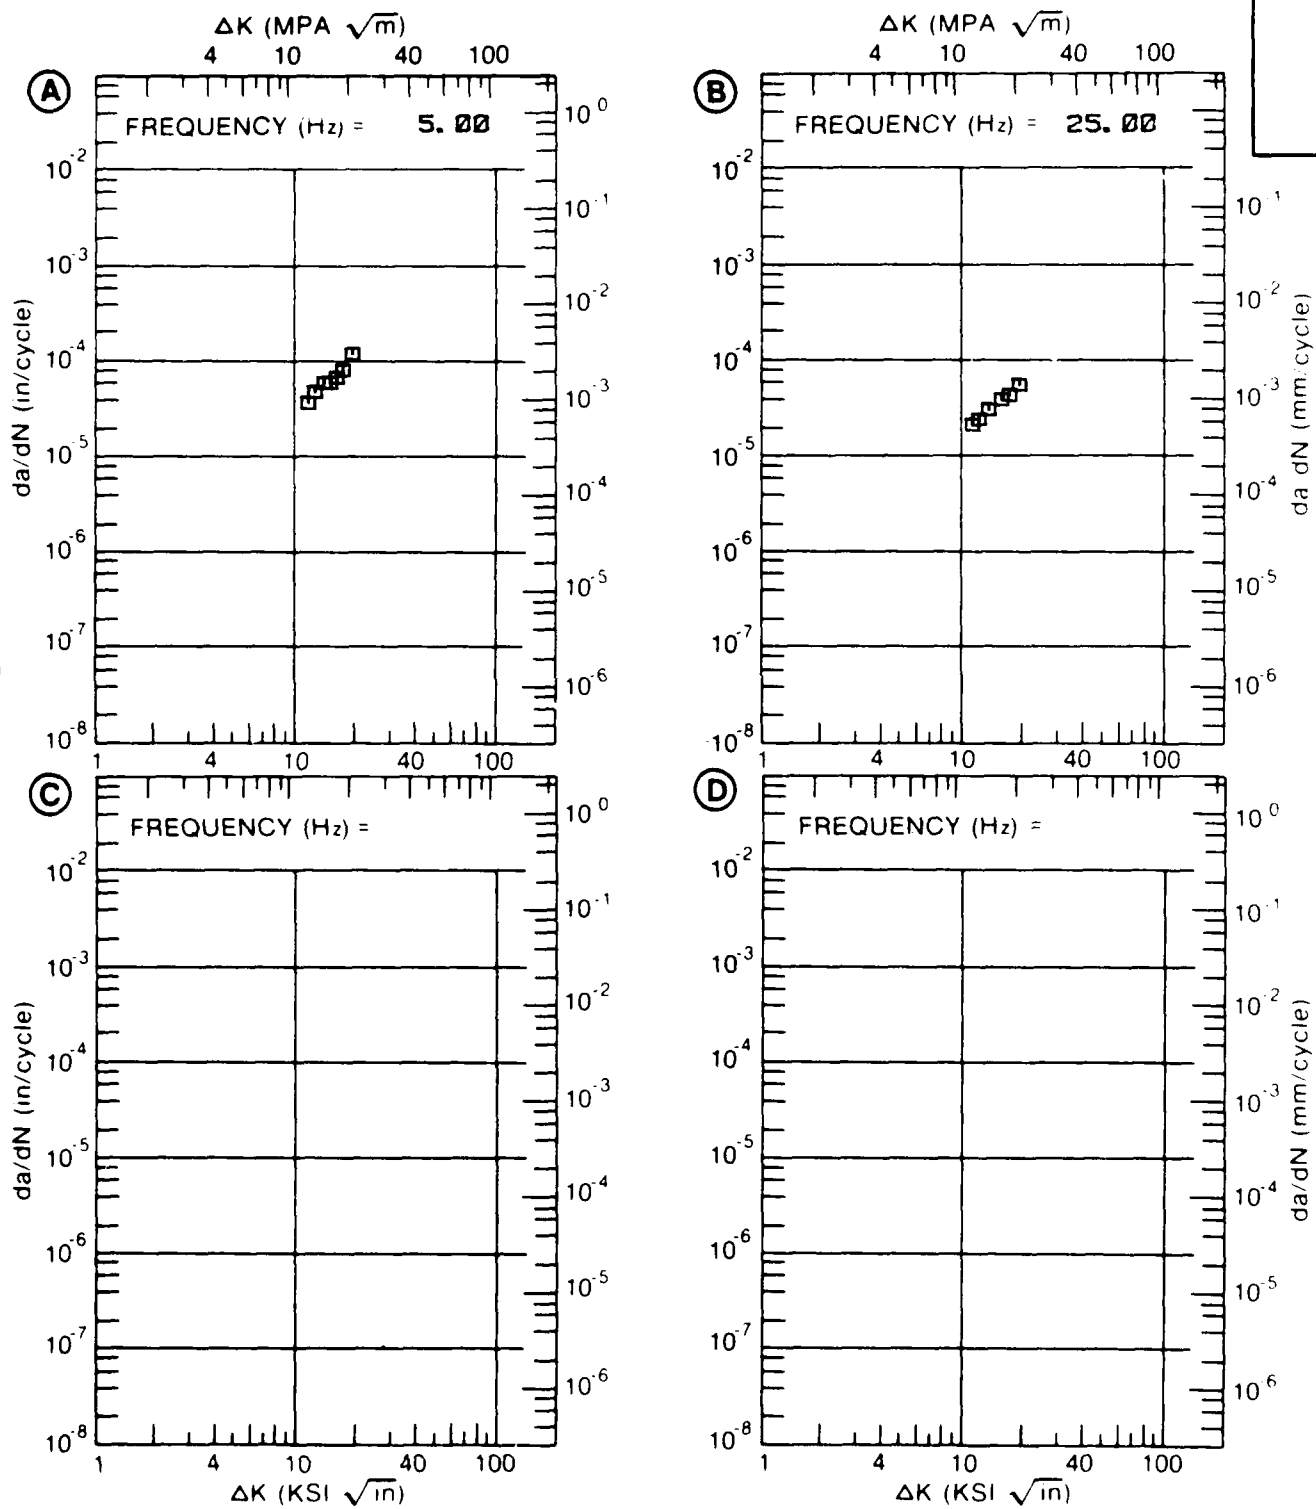 ΔK (MPA √m)
4 10 40 100
A
FREQUENCY (Hz) = 5.00
10^0
10^-2
10^-1
10^-3
10^-2
10^-4
10^-3
10^-5
10^-4
10^-6
10^-5
10^-7
10^-6
10^-8
1 4 10 40 100
da/dN (in/cycle)
ΔK (MPA √m)
4 10 40 100
B
FREQUENCY (Hz) = 25.00
10^-2
10^-1
10^-3
10^-2
10^-4
10^-3
10^-5
10^-4
10^-6
10^-5
10^-7
10^-6
10^-8
1 4 10 40 100
da dN (mm/cycle)
C
FREQUENCY (Hz) =
10^0
10^-2
10^-1
10^-3
10^-2
10^-4
10^-3
10^-5
10^-4
10^-6
10^-5
10^-7
10^-6
10^-8
1 4 10 40 100
da/dN (in/cycle)
ΔK (KSI √in)
D
FREQUENCY (Hz) =
10^0
10^-2
10^-1
10^-3
10^-2
10^-4
10^-3
10^-5
10^-4
10^-6
10^-5
10^-7
10^-6
10^-8
1 4 10 40 100
da/dN (mm/cycle)
ΔK (KSI √in)